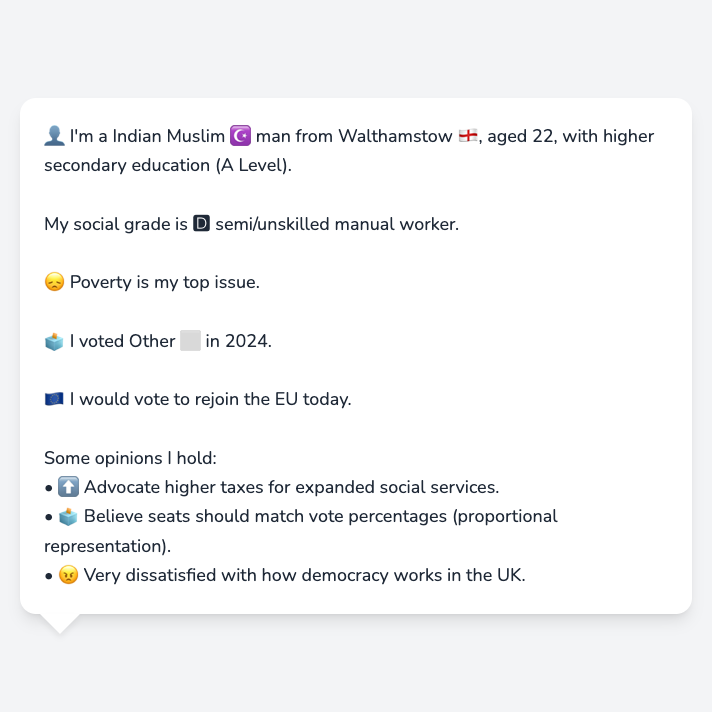 👤 I'm a Indian Muslim ☪️ man from Walthamstow 🏴󠁧󠁢󠁥󠁮󠁧󠁿, aged 22, with higher
secondary education (A Level).
My social grade is 🅳 semi/unskilled manual worker.
😞 Poverty is my top issue.
🗳️ I voted Other ⬜ in 2024.
🇪🇺 I would vote to rejoin the EU today.
Some opinions I hold:
• ⬆️ Advocate higher taxes for expanded social services.
• 🗳️ Believe seats should match vote percentages (proportional
representation).
• 😠 Very dissatisfied with how democracy works in the UK.